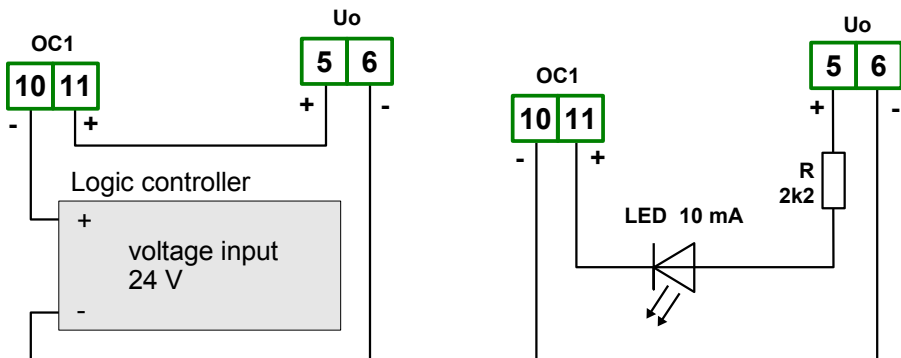 Uo
OC1
5 6
10 11
+ -
- +
Logic controller
+
voltage input
24 V
-
Uo
5 6
OC1
+ -
10 11
- +
R
2k2
LED 10 mA